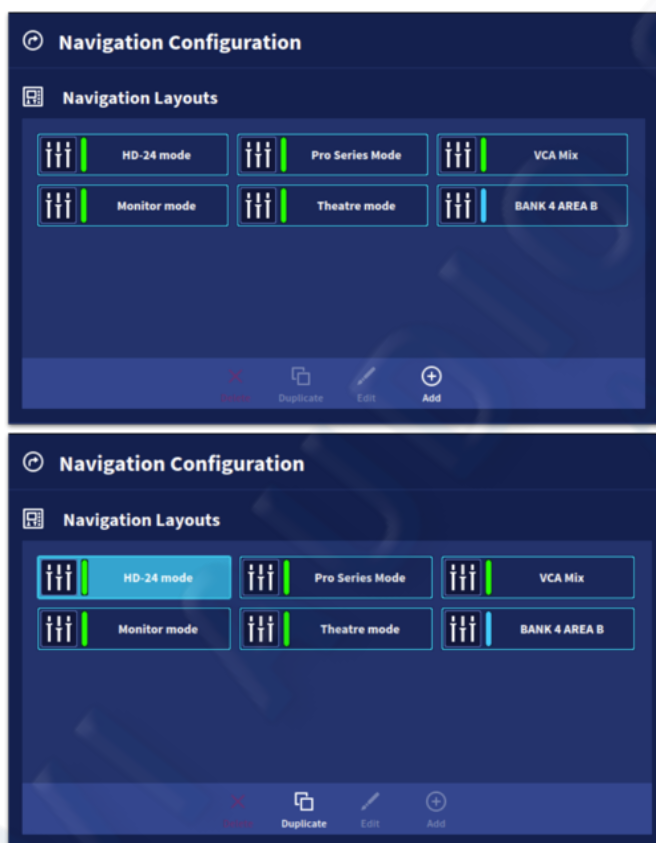 Navigation Configuration
Navigation Layouts
HD-24 mode Pro Series Mode VCA Mix
Monitor mode Theatre mode BANK 4 AREA B
Delete Duplicate Edit Add
Navigation Configuration
Navigation Layouts
HD-24 mode Pro Series Mode VCA Mix
Monitor mode Theatre mode BANK 4 AREA B
Delete Duplicate Edit Add